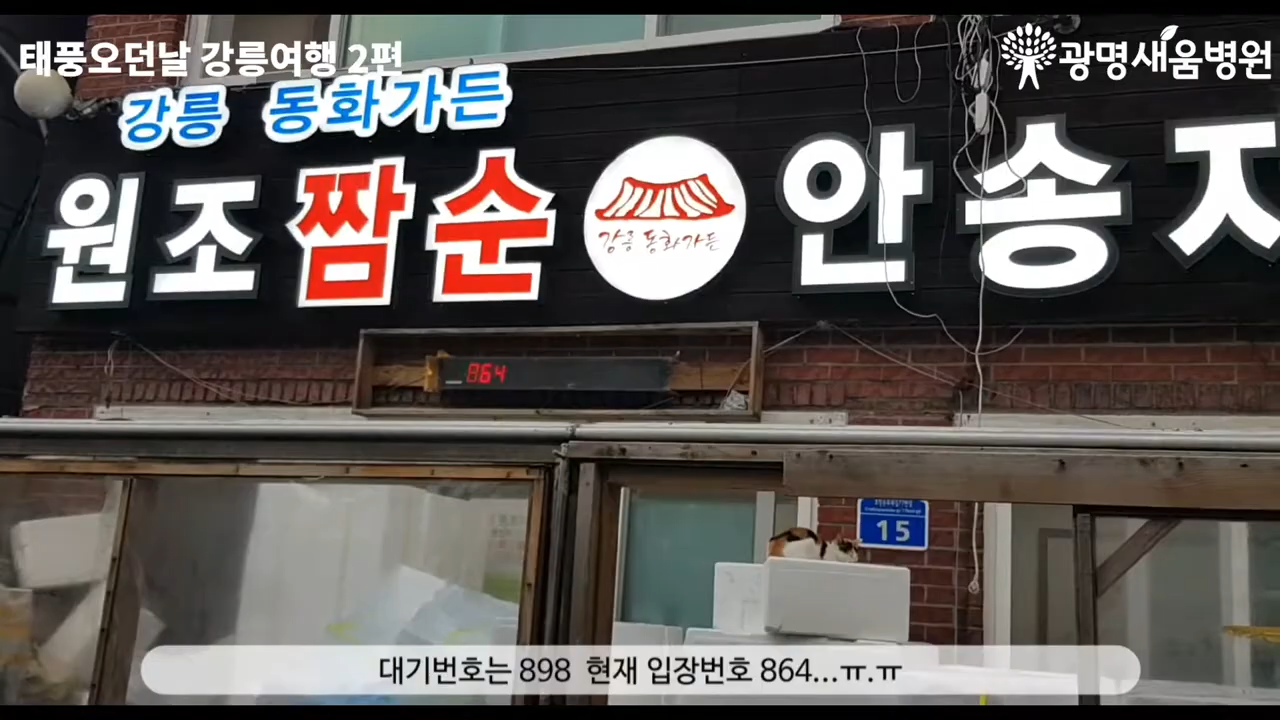 태풍오던날 강릉여행 2편
광명새움병원
강릉 동화가든
원조짬순
강릉 동화가든
안송자
864
15
대기번호는 898 현재 입장번호 864...ㅠ.ㅠ